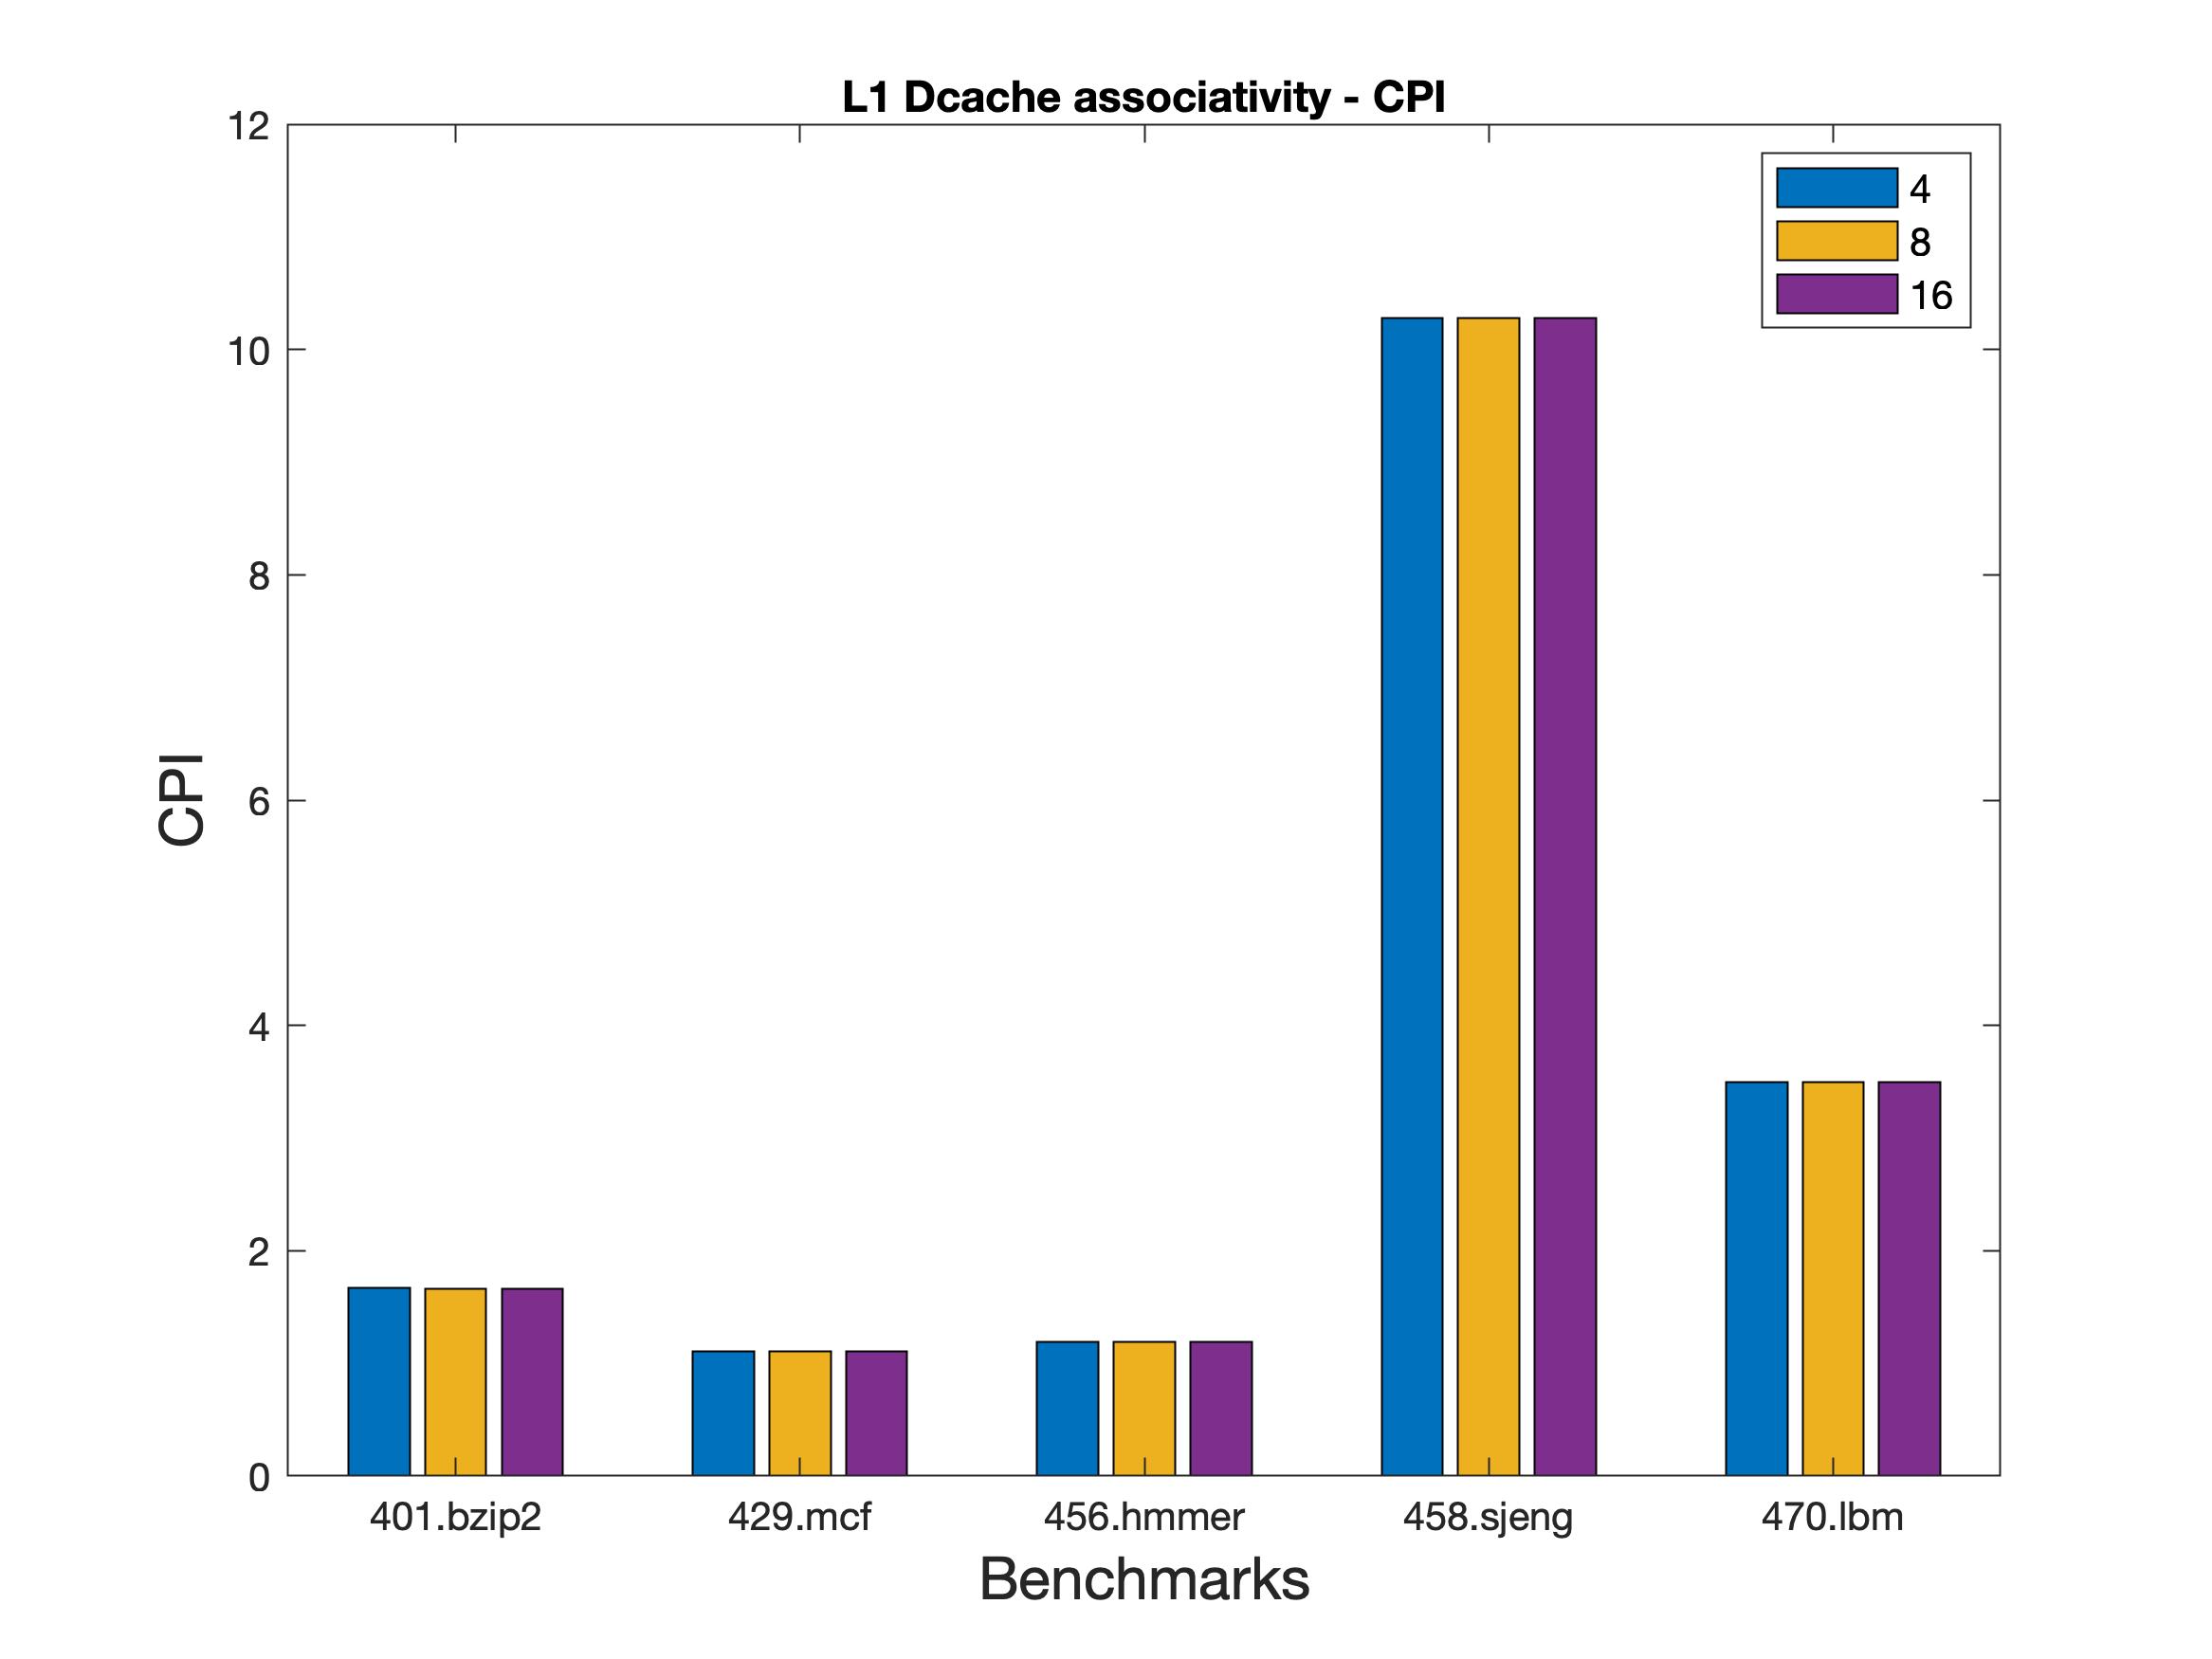 L1 Dcache associativity - CPI
12
10
8
6
4
2
0
CPI
4
8
16
401.bzip2
429.mcf
456.hmmer
458.sjeng
470.lbm
Benchmarks